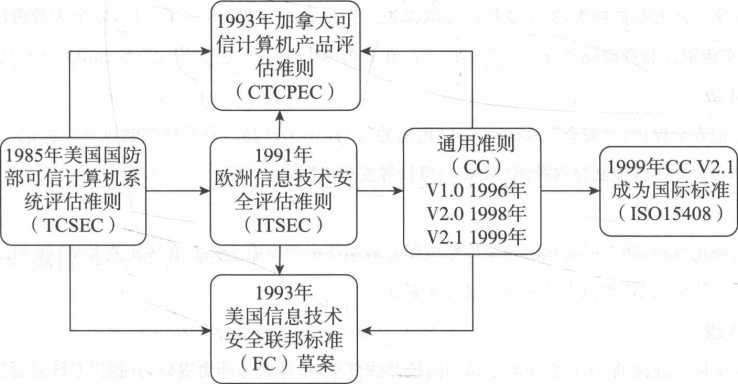 1993年加拿大可
信计算机产品评
估准则
（CTCPEC）
1985年美国国防
部可信计算机系
统评估准则
（TCSEC）
1991年
欧洲信息技术安
全评估准则
（ITSEC）
通用准则
（CC）
V1.0 1996年
V2.0 1998年
V2.1 1999年
1999年CC V2.1
成为国际标准
（ISO15408）
1993年
美国信息技术
安全联邦标准
（FC）草案